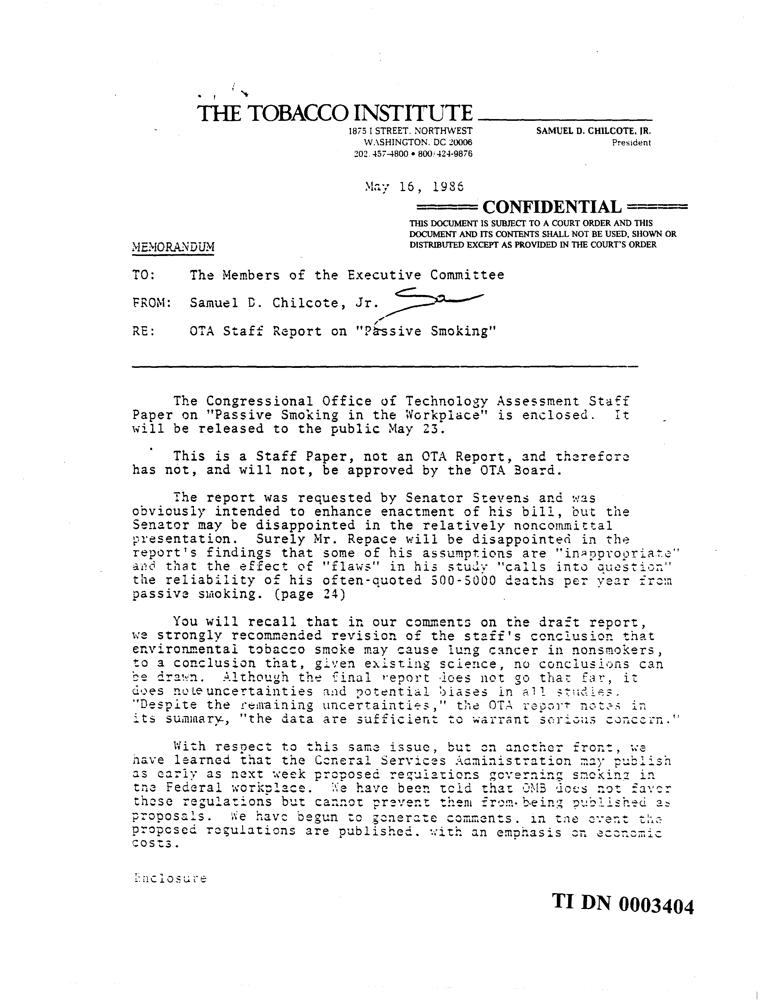 THE TOBACCO INSTITUTE
1875 I STREET, NORTHWEST
WASHINGTON, DC 20006
202/457-4800 • 800/424-9876
SAMUEL D. CHILCOTE, JR.
President
May 16, 1986
CONFIDENTIAL
THIS DOCUMENT IS SUBJECT TO A COURT ORDER AND THIS
DOCUMENT AND ITS CONTENTS SHALL NOT BE USED, SHOWN OR
DISTRIBUTED EXCEPT AS PROVIDED IN THE COURT'S ORDER
MEMORANDUM
TO: The Members of the Executive Committee
FROM: Samuel D. Chilcote, Jr.
RE: OTA Staff Report on "Passive Smoking"
The Congressional Office of Technology Assessment Staff
Paper on "Passive Smoking in the Workplace" is enclosed. It
will be released to the public May 23.
This is a Staff Paper, not an OTA Report, and therefore
has not, and will not, be approved by the OTA Board.
The report was requested by Senator Stevens and was
obviously intended to enhance enactment of his bill, but the
Senator may be disappointed in the relatively noncommittal
presentation. Surely Mr. Repace will be disappointed in the
report's findings that some of his assumptions are "inappropriate"
and that the effect of "flaws" in his study "calls into question"
the reliability of his often-quoted 500-5000 deaths per year from
passive smoking. (page 24)
You will recall that in our comments on the draft report,
we strongly recommended revision of the staff's conclusion that
environmental tobacco smoke may cause lung cancer in nonsmokers,
to a conclusion that, given existing science, no conclusions can
be drawn. Although the final report does not go that far, it
does note uncertainties and potential biases in all studies.
"Despite the remaining uncertainties," the OTA report notes in
its summary, "the data are sufficient to warrant serious concern."
With respect to this same issue, but on another front, we
have learned that the General Services Administration may publish
as early as next week proposed regulations governing smoking in
the Federal workplace. We have been told that OMB does not favor
these regulations but cannot prevent them from being published as
proposals. We have begun to generate comments, in the event the
proposed regulations are published, with an emphasis on economic
costs.
Enclosure
TI DN 0003404